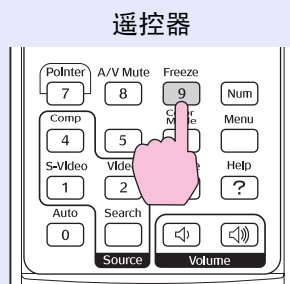 遥控器
Pointer A/V Mute Freeze
7 8 9 Num
Comp Menu
4 5
S-Video Help
1 2 ?
Auto Search
0
Source Volume